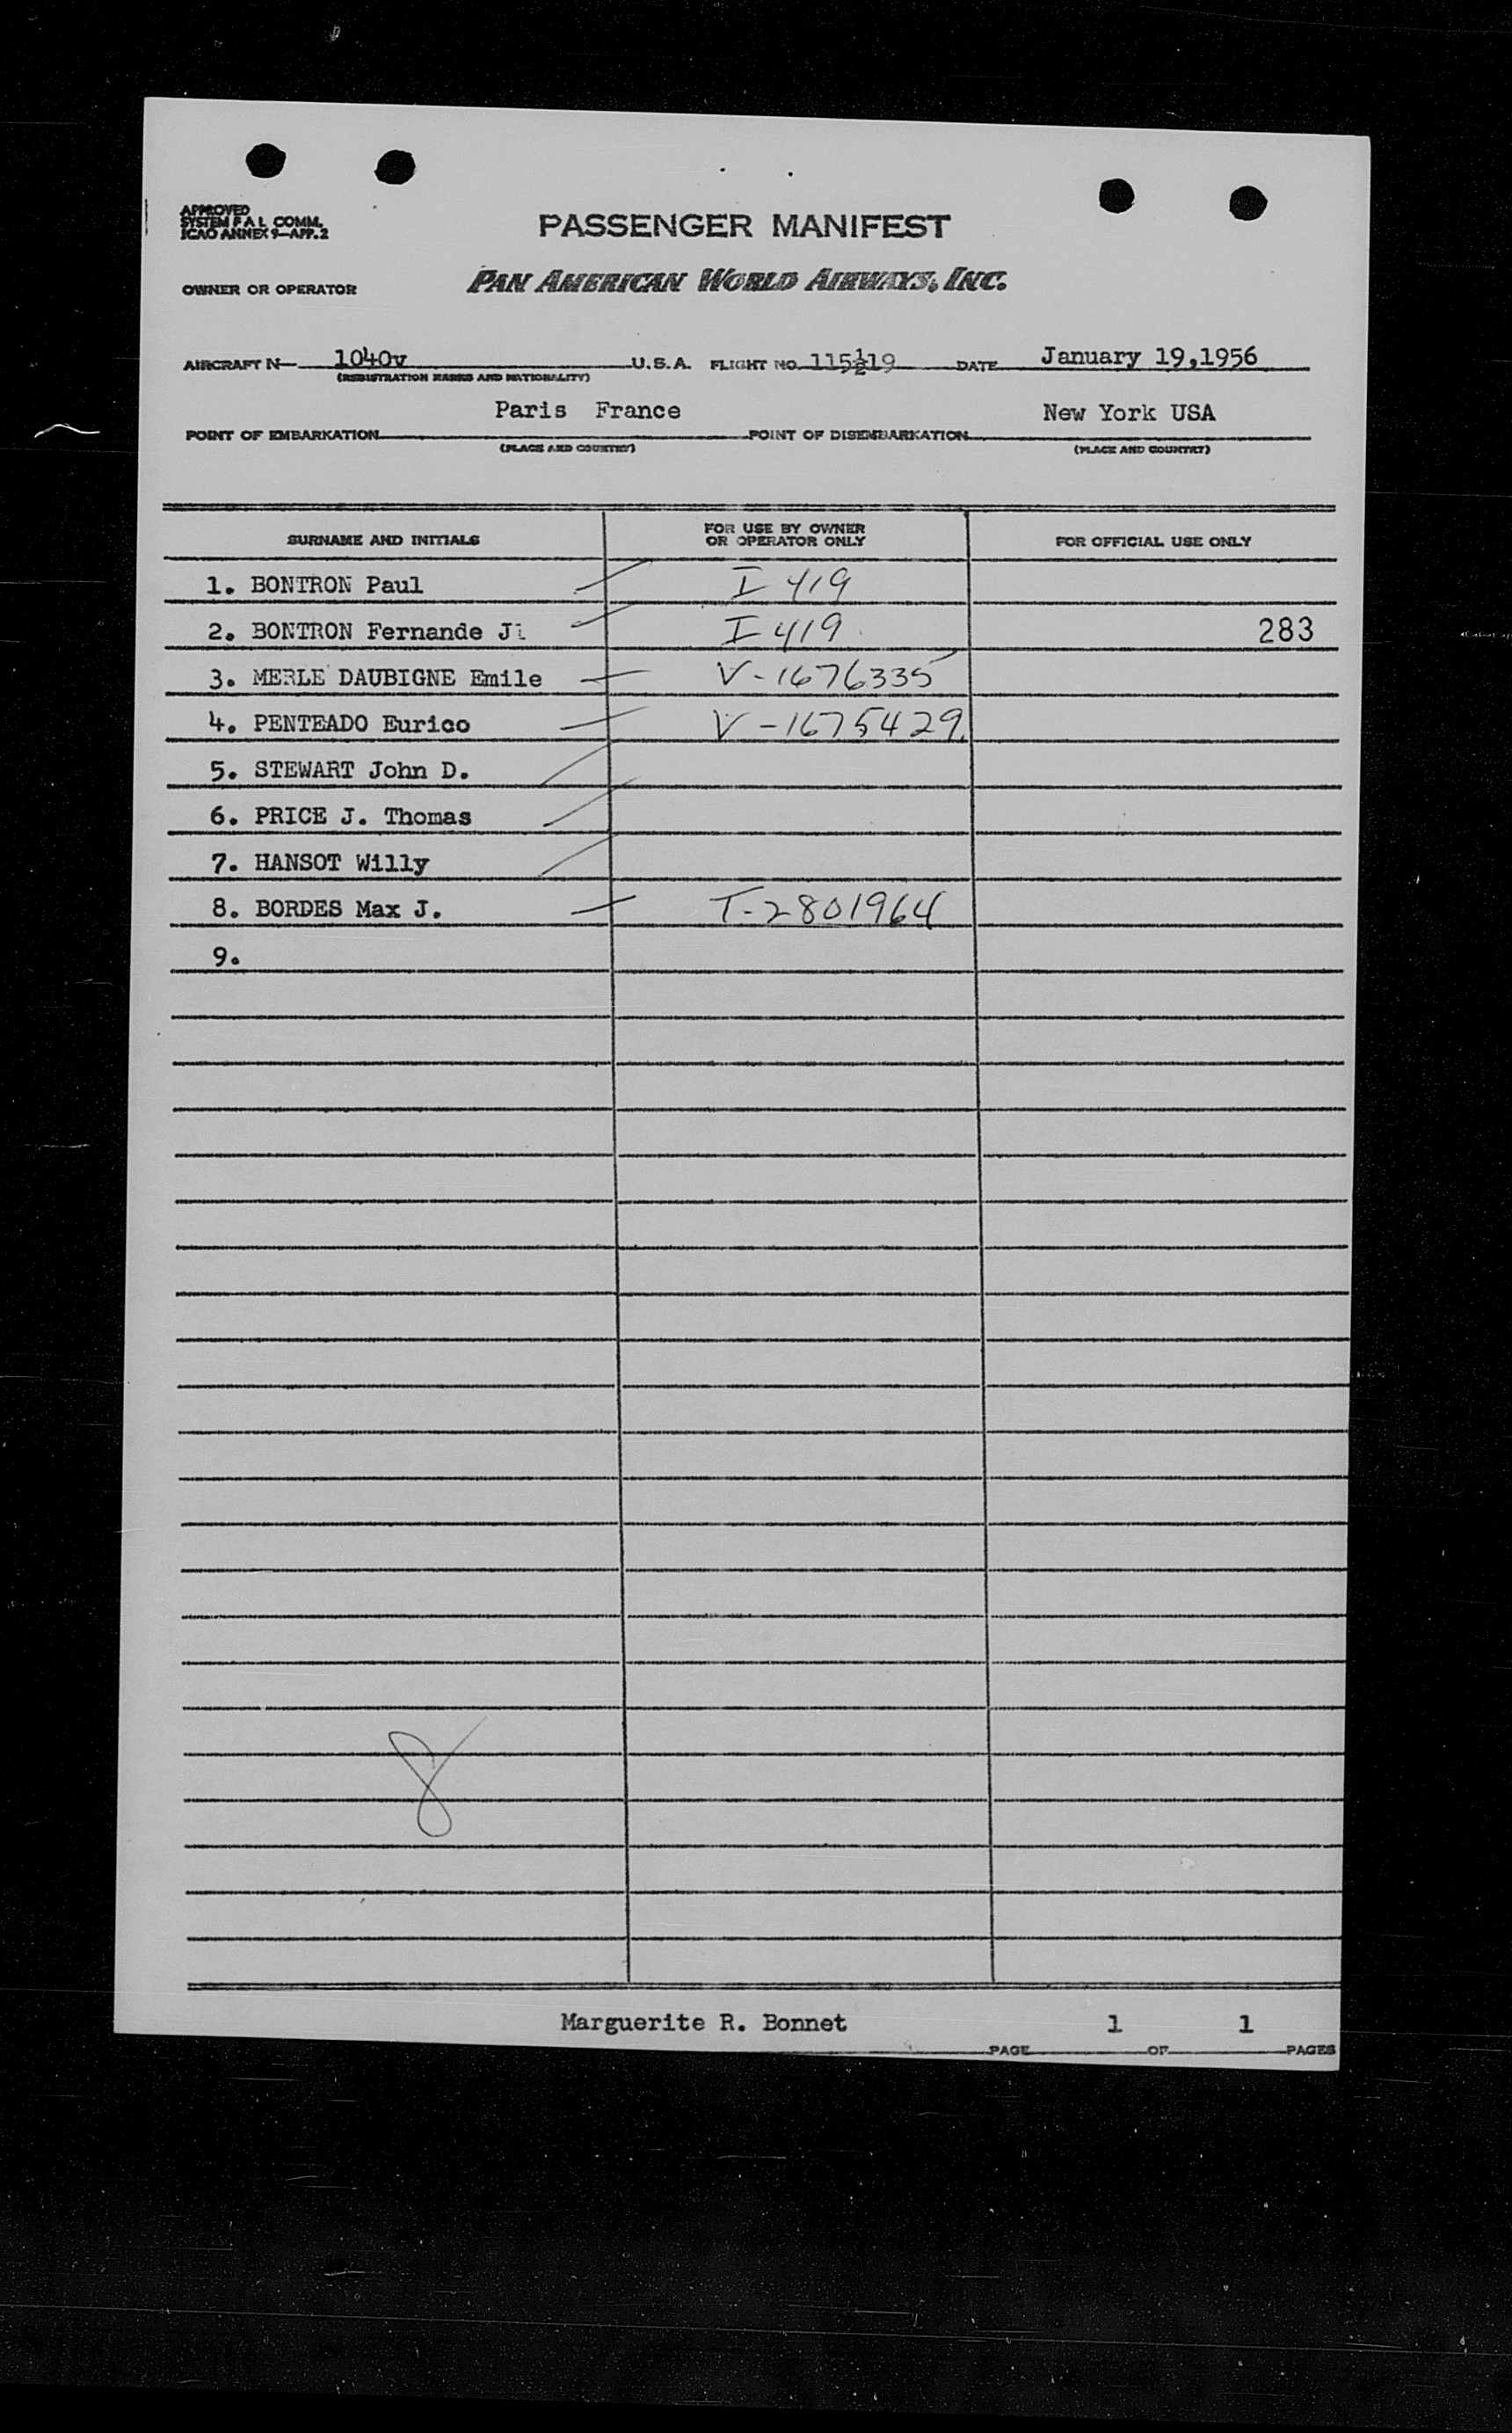 APPROVED
SYSTEM F A L COMM.
ICAO ANNEX 9—APP. 2
PASSENGER MANIFEST
OWNER OR OPERATOR PAN AMERICAN WORLD AIRWAYS, INC.
AIRCRAFT N— 1040v U.S.A. FLIGHT NO. 115½19 DATE January 19,1956
(REGISTRATION MARKS AND NATIONALITY)
Paris France New York USA
POINT OF EMBARKATION POINT OF DISEMBARKATION
(PLACE AND COUNTRY) (PLACE AND COUNTRY)
SURNAME AND INITIALS FOR USE BY OWNER OR OPERATOR ONLY FOR OFFICIAL USE ONLY
1. BONTRON Paul I 419
2. BONTRON Fernande I 419 283
3. MERLE DAUBIGNE Emile V-1676335
4. PENTEADO Eurico V-1675429
5. STEWART John D.
6. PRICE J. Thomas
7. HANSOT Willy
8. BORDES Max J. T-2801964
9.
8
Marguerite R. Bonnet 1 1
PAGE OF PAGES